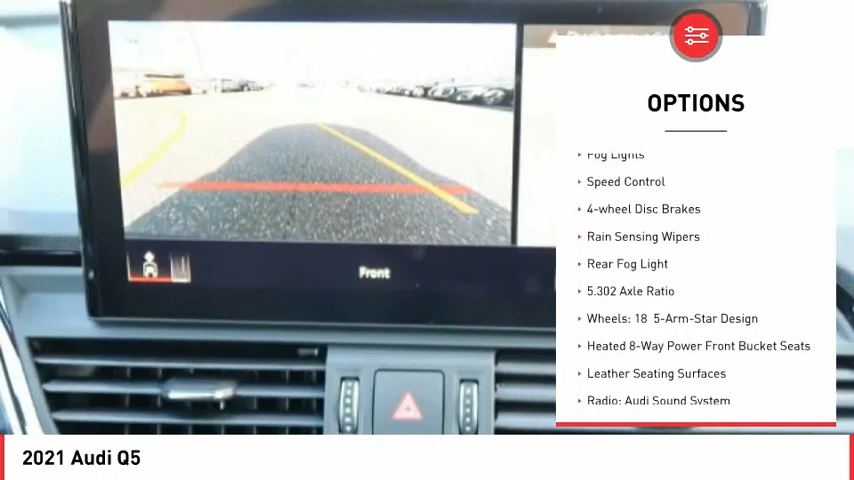 OPTIONS
Fog Lights
Speed Control
4-wheel Disc Brakes
Rain Sensing Wipers
Rear Fog Light
5.302 Axle Ratio
Wheels: 18 5-Arm-Star Design
Heated 8-Way Power Front Bucket Seats
Leather Seating Surfaces
Radio: Audi Sound System
Front
2021 Audi Q5